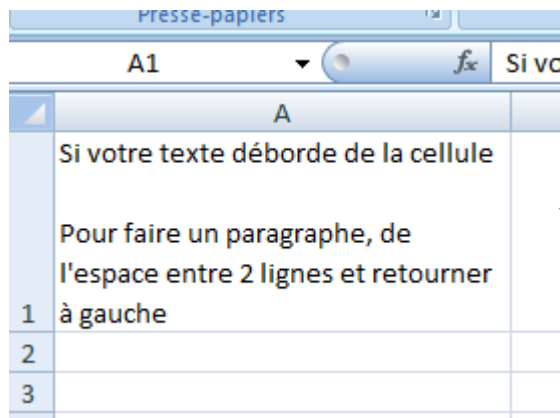 Presse-papiers
A1
fx
Si vo
A
Si votre texte déborde de la cellule
Pour faire un paragraphe, de
l'espace entre 2 lignes et retourner
à gauche
1
2
3